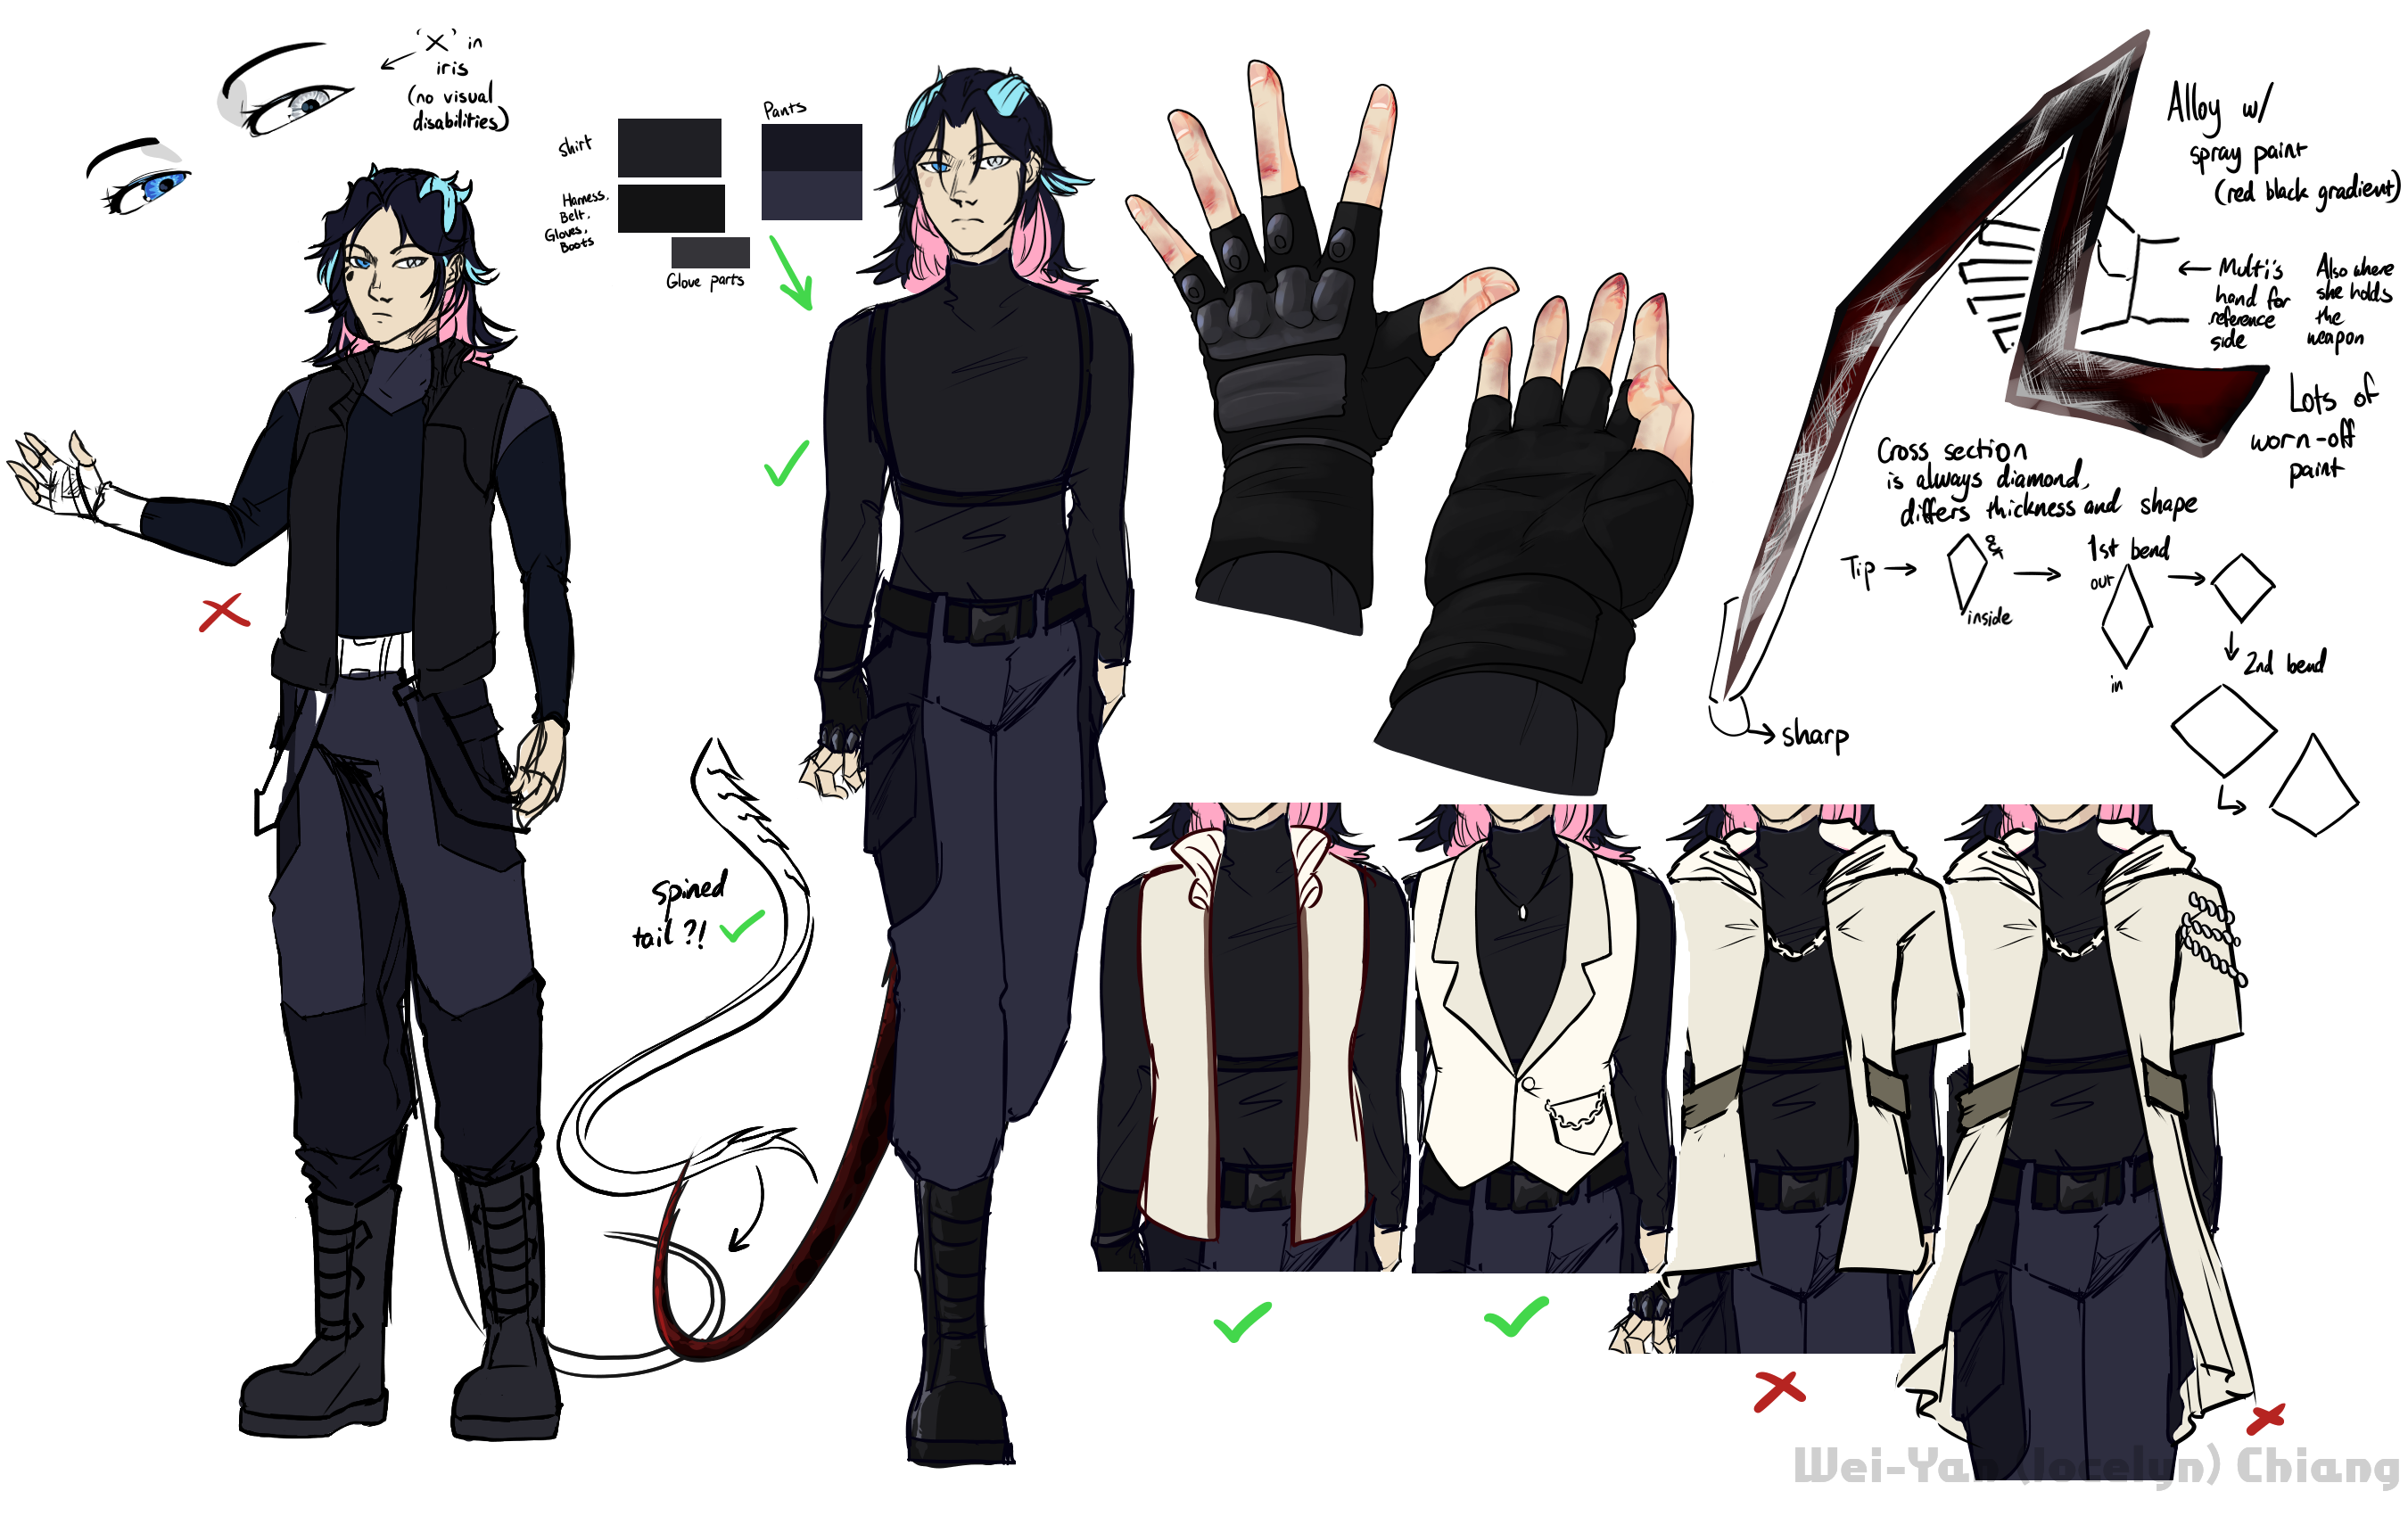 'X' in
iris
(no visual
disabilities)
Shirt
Harness,
Belt,
Gloves,
Boots
Glove parts
Pants
spined
tail?!
Alloy w/
spray paint
(red black gradient)
Multi's
hand for
reference
side
Also where
she holds
the
weapon
Lots of
worn-off
paint
Cross section
is always diamond,
differs thickness and shape
Tip
inside
1st bend
out
in
2nd bend
sharp
Wei-Yan (Jocelyn) Chiang